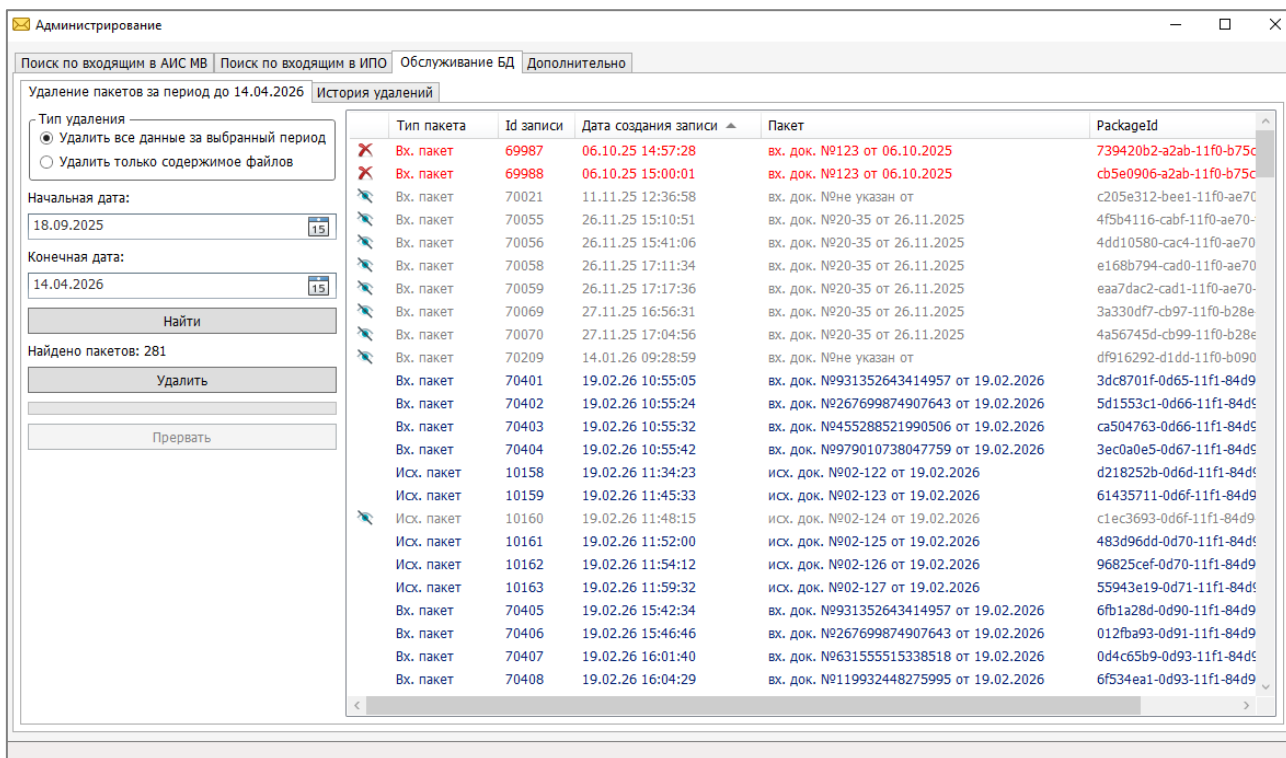 Администрирование
Поиск по входящим в АИС МВ Поиск по входящим в ИПО Обслуживание БД Дополнительно
Удаление пакетов за период до 14.04.2026 История удалений
Тип удаления
Удалить все данные за выбранный период
Удалить только содержимое файлов
Начальная дата:
18.09.2025
15
Конечная дата:
14.04.2026
15
Найти
Найдено пакетов: 281
Удалить
Прервать
Тип пакета Id записи Дата создания записи Пакет PackageId
Вх. пакет 69987 06.10.25 14:57:28 вх. док. №123 от 06.10.2025 739420b2-a2ab-11f0-b75c
Вх. пакет 69988 06.10.25 15:00:01 вх. док. №123 от 06.10.2025 cb5e0906-a2ab-11f0-b75c
Вх. пакет 70021 11.11.25 12:36:58 вх. док. №не указан от c205e312-bee1-11f0-ae70
Вх. пакет 70055 26.11.25 15:10:51 вх. док. №20-35 от 26.11.2025 4f5b4116-cabf-11f0-ae70-
Вх. пакет 70056 26.11.25 15:41:06 вх. док. №20-35 от 26.11.2025 4dd10580-cac4-11f0-ae70
Вх. пакет 70058 26.11.25 17:11:34 вх. док. №20-35 от 26.11.2025 e168b794-cad0-11f0-ae70
Вх. пакет 70059 26.11.25 17:17:36 вх. док. №20-35 от 26.11.2025 eaa7dac2-cad1-11f0-ae70-
Вх. пакет 70069 27.11.25 16:56:31 вх. док. №20-35 от 26.11.2025 3a330df7-cb97-11f0-b28e-
Вх. пакет 70070 27.11.25 17:04:56 вх. док. №20-35 от 26.11.2025 4a56745d-cb99-11f0-b28e
Вх. пакет 70209 14.01.26 09:28:59 вх. док. №не указан от df916292-d1dd-11f0-b090
Вх. пакет 70401 19.02.26 10:55:05 вх. док. №931352643414957 от 19.02.2026 3dc8701f-0d65-11f1-84d9
Вх. пакет 70402 19.02.26 10:55:24 вх. док. №267699874907643 от 19.02.2026 5d1553c1-0d66-11f1-84d9
Вх. пакет 70403 19.02.26 10:55:32 вх. док. №455288521990506 от 19.02.2026 ca504763-0d66-11f1-84d9
Вх. пакет 70404 19.02.26 10:55:42 вх. док. №979010738047759 от 19.02.2026 3ec0a0e5-0d67-11f1-84d9
Исх. пакет 10158 19.02.26 11:34:23 исх. док. №02-122 от 19.02.2026 d218252b-0d6d-11f1-84d9
Исх. пакет 10159 19.02.26 11:45:33 исх. док. №02-123 от 19.02.2026 61435711-0d6f-11f1-84d9
Исх. пакет 10160 19.02.26 11:48:15 исх. док. №02-124 от 19.02.2026 c1ec3693-0d6f-11f1-84d9-
Исх. пакет 10161 19.02.26 11:52:00 исх. док. №02-125 от 19.02.2026 483d96dd-0d70-11f1-84d9
Исх. пакет 10162 19.02.26 11:54:12 исх. док. №02-126 от 19.02.2026 96825cef-0d70-11f1-84d9
Исх. пакет 10163 19.02.26 11:59:32 исх. док. №02-127 от 19.02.2026 55943e19-0d71-11f1-84d9
Вх. пакет 70405 19.02.26 15:42:34 вх. док. №931352643414957 от 19.02.2026 6fb1a28d-0d90-11f1-84d9
Вх. пакет 70406 19.02.26 15:46:46 вх. док. №267699874907643 от 19.02.2026 012fba93-0d91-11f1-84d9
Вх. пакет 70407 19.02.26 16:01:40 вх. док. №631555515338518 от 19.02.2026 0d4c65b9-0d93-11f1-84d9
Вх. пакет 70408 19.02.26 16:04:29 вх. док. №119932448275995 от 19.02.2026 6f534ea1-0d93-11f1-84d9